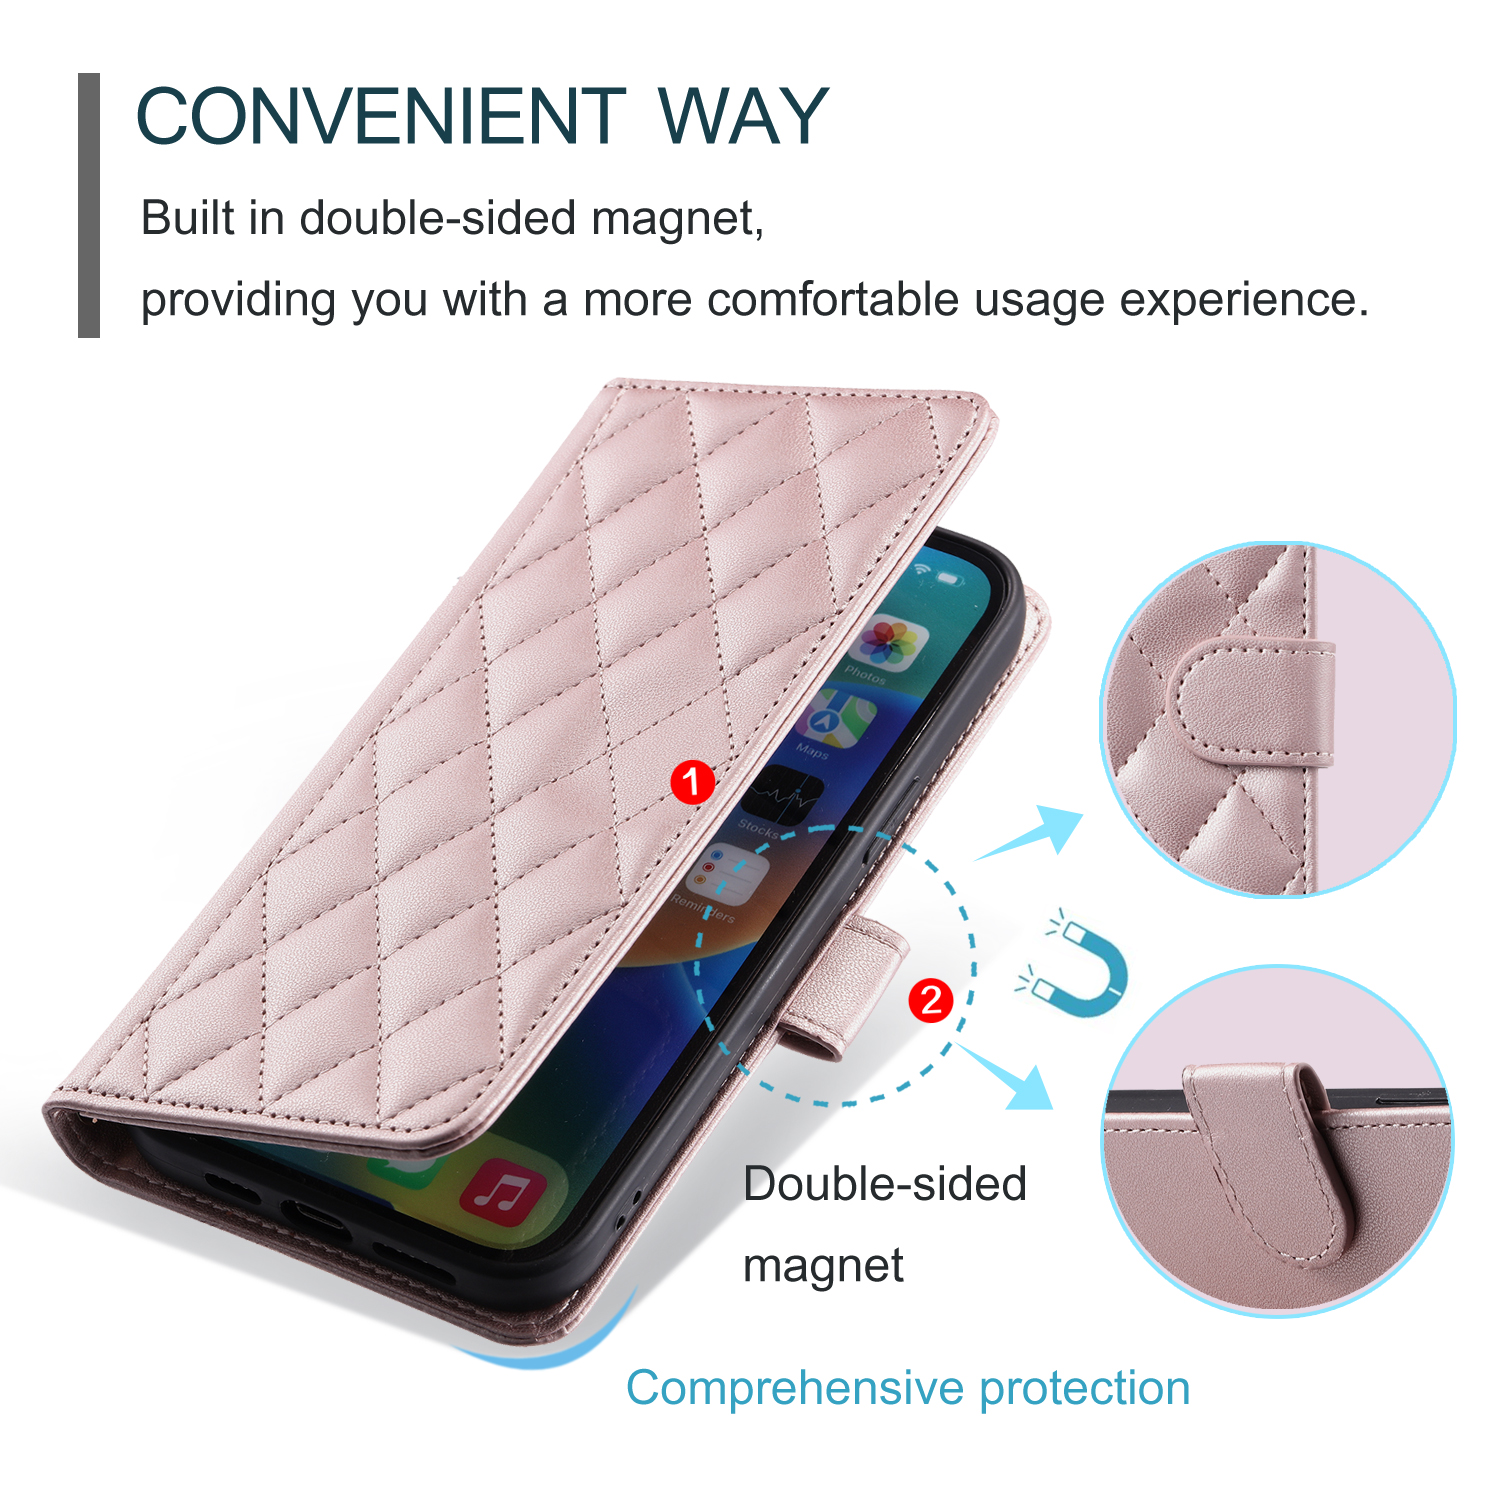 CONVENIENT WAY
Built in double-sided magnet,
providing you with a more comfortable usage experience.
Photos
Maps
1
Stocks
Reminders
2
Double-sided
magnet
Comprehensive protection